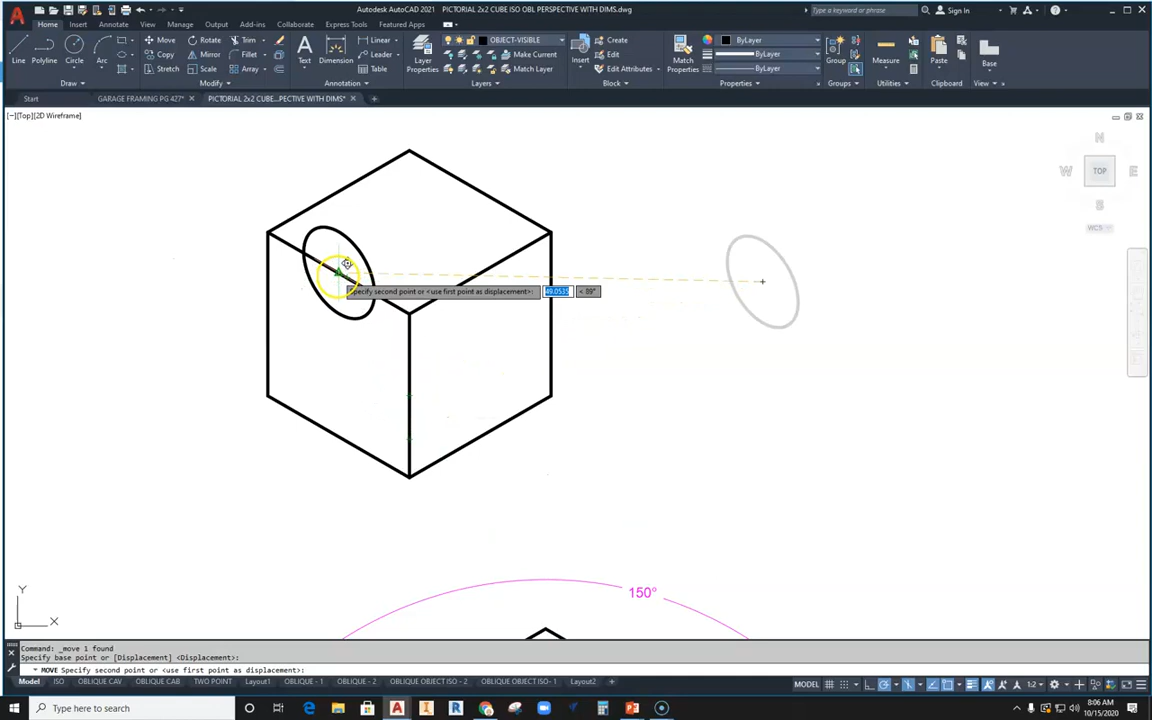 Autodesk AutoCAD 2021 PICTORIAL 2x2 CUBE ISO OBL PERSPECTIVE WITH DIMS.dwg
Type a keyword or phrase
Sign In
Home Insert Annotate Parametric View Manage Output Add-ins Collaborate Express Tools Featured Apps
Line Polyline Circle Arc
Move Rotate Trim
Copy Mirror Fillet
Stretch Scale Array
Text Dimension
Linear
Leader
Table
Layer Properties
OBJECT-VISIBLE
Make Current
Match Layer
Insert
Create
Edit
Edit Attributes
Match Properties
ByLayer
ByLayer
ByLayer
Group
Measure
Paste
Base
Draw Modify Annotation Layers Block Properties Groups Utilities Clipboard View
Start GARAGE FRAMING PG 427* PICTORIAL 2x2 CUBE...PECTIVE WITH DIMS*
[−][Top][2D Wireframe]
N
W TOP E
S
WCS
Specify second point or <use first point as displacement>: 49.0535 < 89°
150°
Y
X
Command: _move 1 found
Specify base point or [Displacement] <Displacement>:
MOVE Specify second point or <use first point as displacement>:
Model ISO OBLIQUE CAV OBLIQUE CAB TWO POINT Layout1 OBLIQUE - 1 OBLIQUE - 2 OBLIQUE OBJECT ISO - 2 OBLIQUE OBJECT ISO- 1 Layout2
MODEL 1:2
Type here to search
8:06 AM
10/15/2020